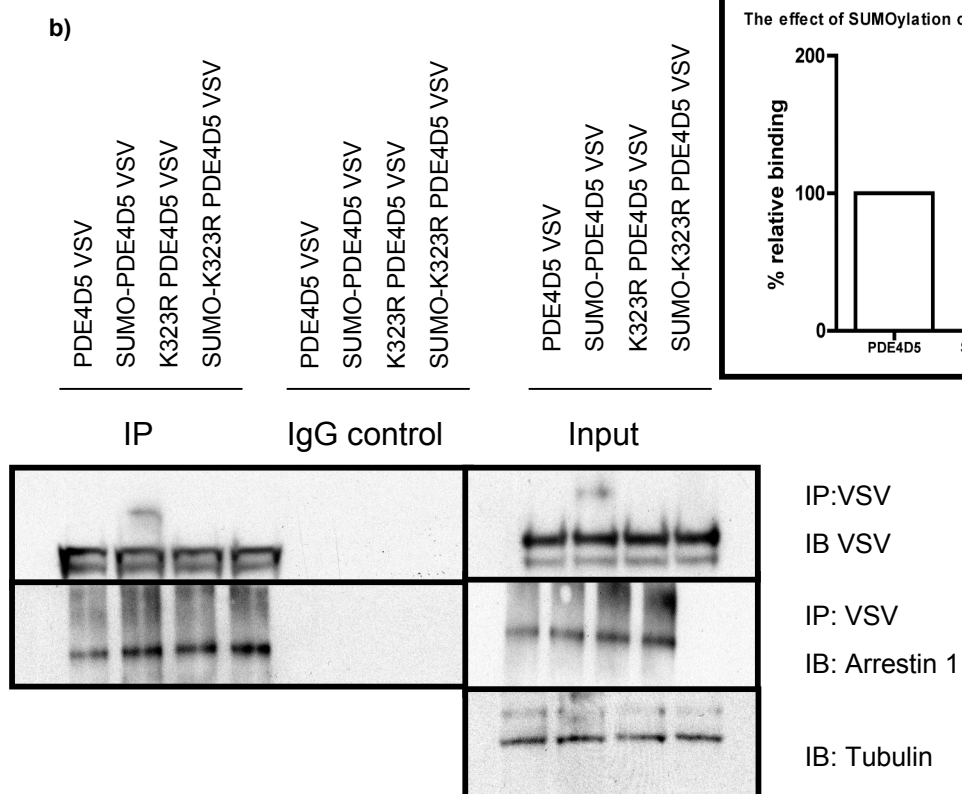 b)
PDE4D5 VSV
SUMO-PDE4D5 VSV
K323R PDE4D5 VSV
SUMO-K323R PDE4D5 VSV
PDE4D5 VSV
SUMO-PDE4D5 VSV
K323R PDE4D5 VSV
SUMO-K323R PDE4D5 VSV
PDE4D5 VSV
SUMO-PDE4D5 VSV
K323R PDE4D5 VSV
SUMO-K323R PDE4D5 VSV
The effect of SUMOylation
% relative binding
200
100
0
PDE4D5
IP
IgG control
Input
IP:VSV
IB VSV
IP: VSV
IB: Arrestin 1
IB: Tubulin